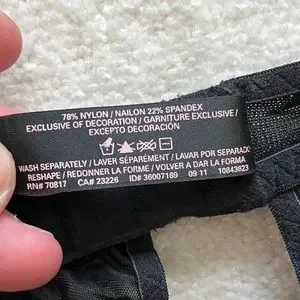 78% NYLON / NAILON 22% SPANDEX
EXCLUSIVE OF DECORATION / GARNITURE EXCLUSIVE /
EXCEPTO DECORACIÓN
WASH SEPARATELY / LAVER SÉPARÉMENT / LAVAR POR SEPARADO
RESHAPE / REDONNER LA FORME / VOLVER A DAR LA FORMA
RN# 70817 CA# 23226 ID# 36007169 09 11 10843623